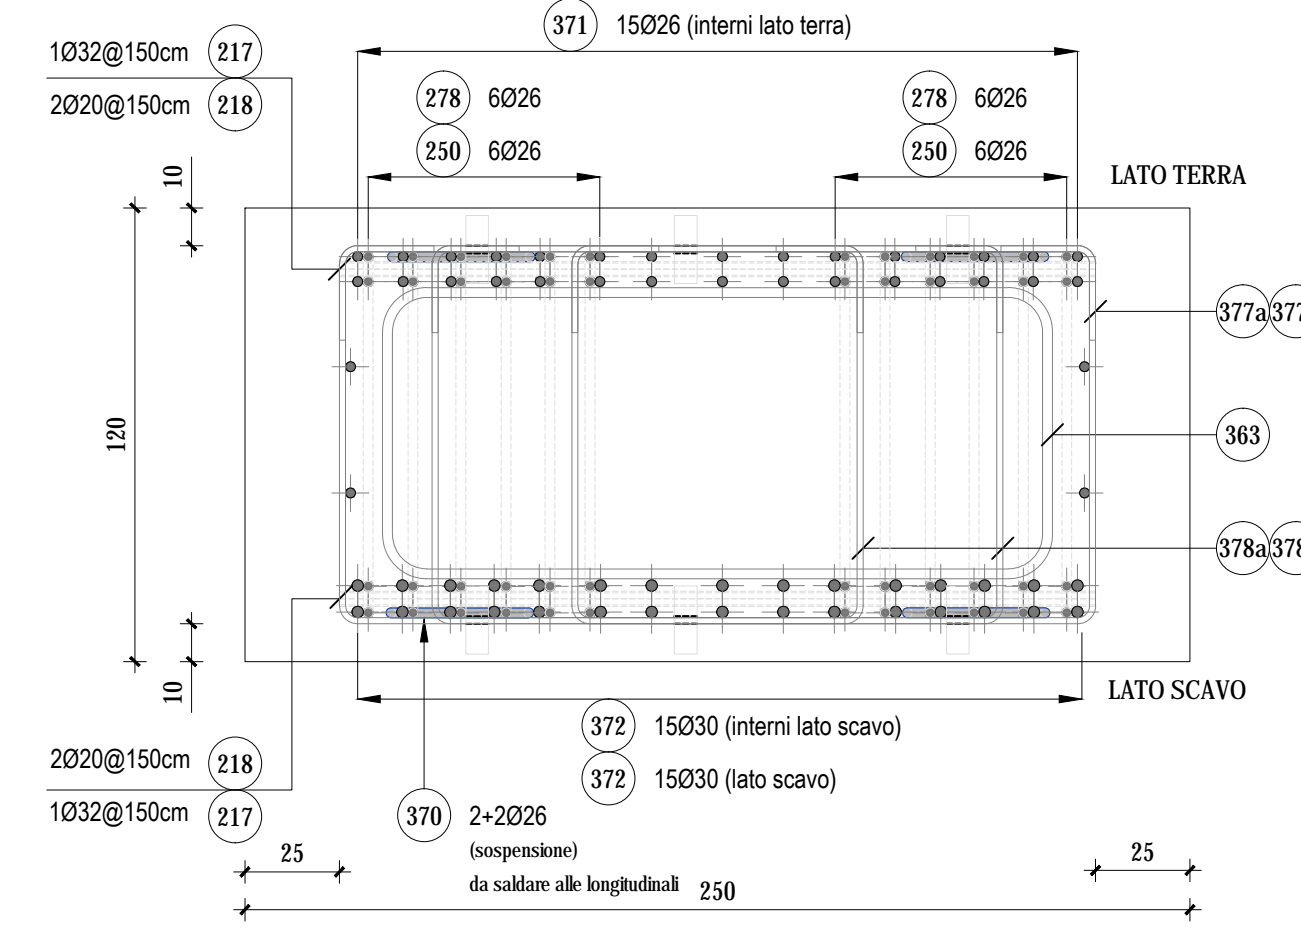 371 15Ø26 (interni lato terra)
1Ø32@150cm 217
2Ø20@150cm 218
278 6Ø26
250 6Ø26
278 6Ø26
250 6Ø26
LATO TERRA
10
120
10
377a 377
363
378a 378
LATO SCAVO
372 15Ø30 (interni lato scavo)
372 15Ø30 (lato scavo)
2Ø20@150cm 218
1Ø32@150cm 217
370 2+2Ø26
(sospensione)
da saldare alle longitudinali
25
25
250